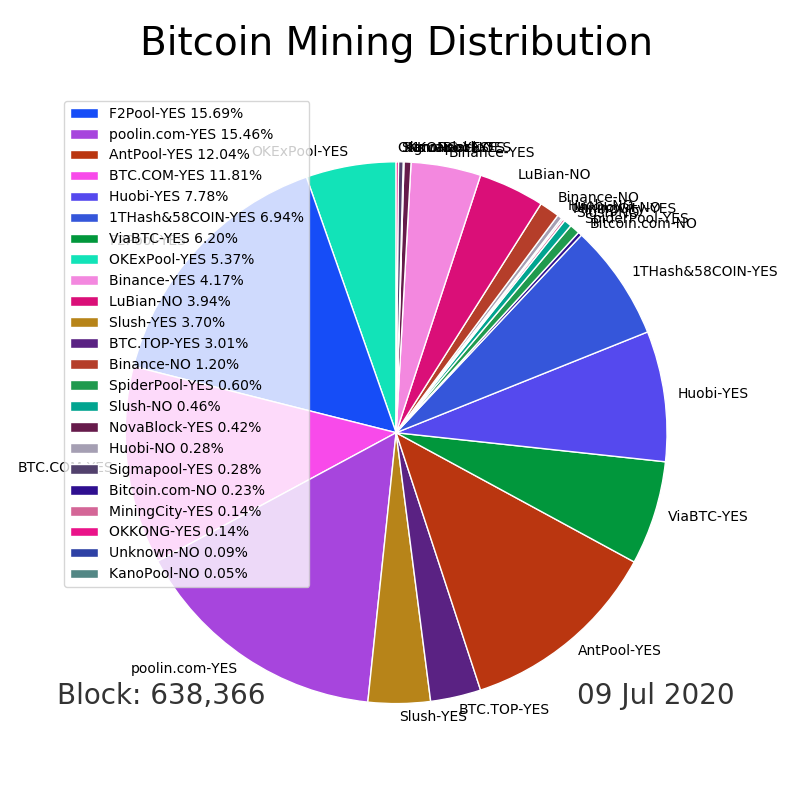 Bitcoin Mining Distribution
F2Pool-YES 15.69%
poolin.com-YES 15.46%
AntPool-YES 12.04%
BTC.COM-YES 11.81%
Huobi-YES 7.78%
1THash&58COIN-YES 6.94%
ViaBTC-YES 6.20%
OKExPool-YES 5.37%
Binance-YES 4.17%
LuBian-NO 3.94%
Slush-YES 3.70%
BTC.TOP-YES 3.01%
Binance-NO 1.20%
SpiderPool-YES 0.60%
Slush-NO 0.46%
NovaBlock-YES 0.42%
Huobi-NO 0.28%
Sigmapool-YES 0.28%
Bitcoin.com-NO 0.23%
MiningCity-YES 0.14%
OKKONG-YES 0.14%
Unknown-NO 0.09%
KanoPool-NO 0.05%
OKExPool-YES
Binance-YES
LuBian-NO
Binance-NO
SpiderPool-YES
Bitcoin.com-NO
1THash&58COIN-YES
Huobi-YES
ViaBTC-YES
AntPool-YES
BTC.TOP-YES
Slush-YES
poolin.com-YES
BTC.COM-YES
Block: 638,366
09 Jul 2020